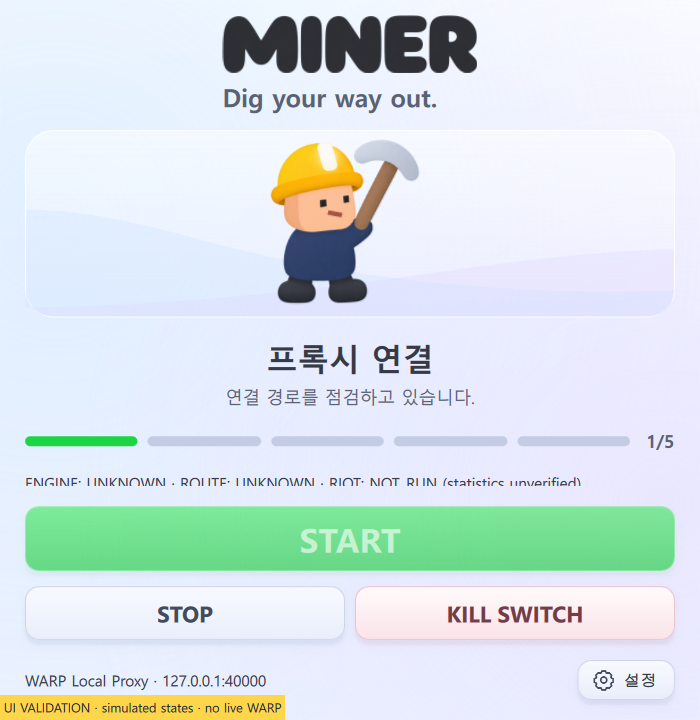 MINER
Dig your way out.
프록시 연결
연결 경로를 점검하고 있습니다.
1/5
ENGINE: UNKNOWN · ROUTE: UNKNOWN · RIOT: NOT_RUN (statistics unverified)
START
STOP
KILL SWITCH
WARP Local Proxy · 127.0.0.1:40000
설정
UI VALIDATION · simulated states · no live WARP